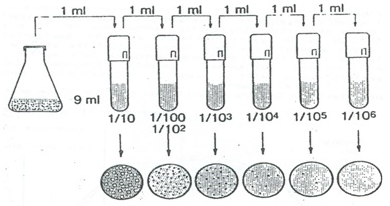 1 ml 1 ml 1 ml 1 ml 1 ml 1 ml
n n n n n n
9 ml
1/10 1/100 1/10³ 1/10⁴ 1/10⁵ 1/10⁶
1/10²